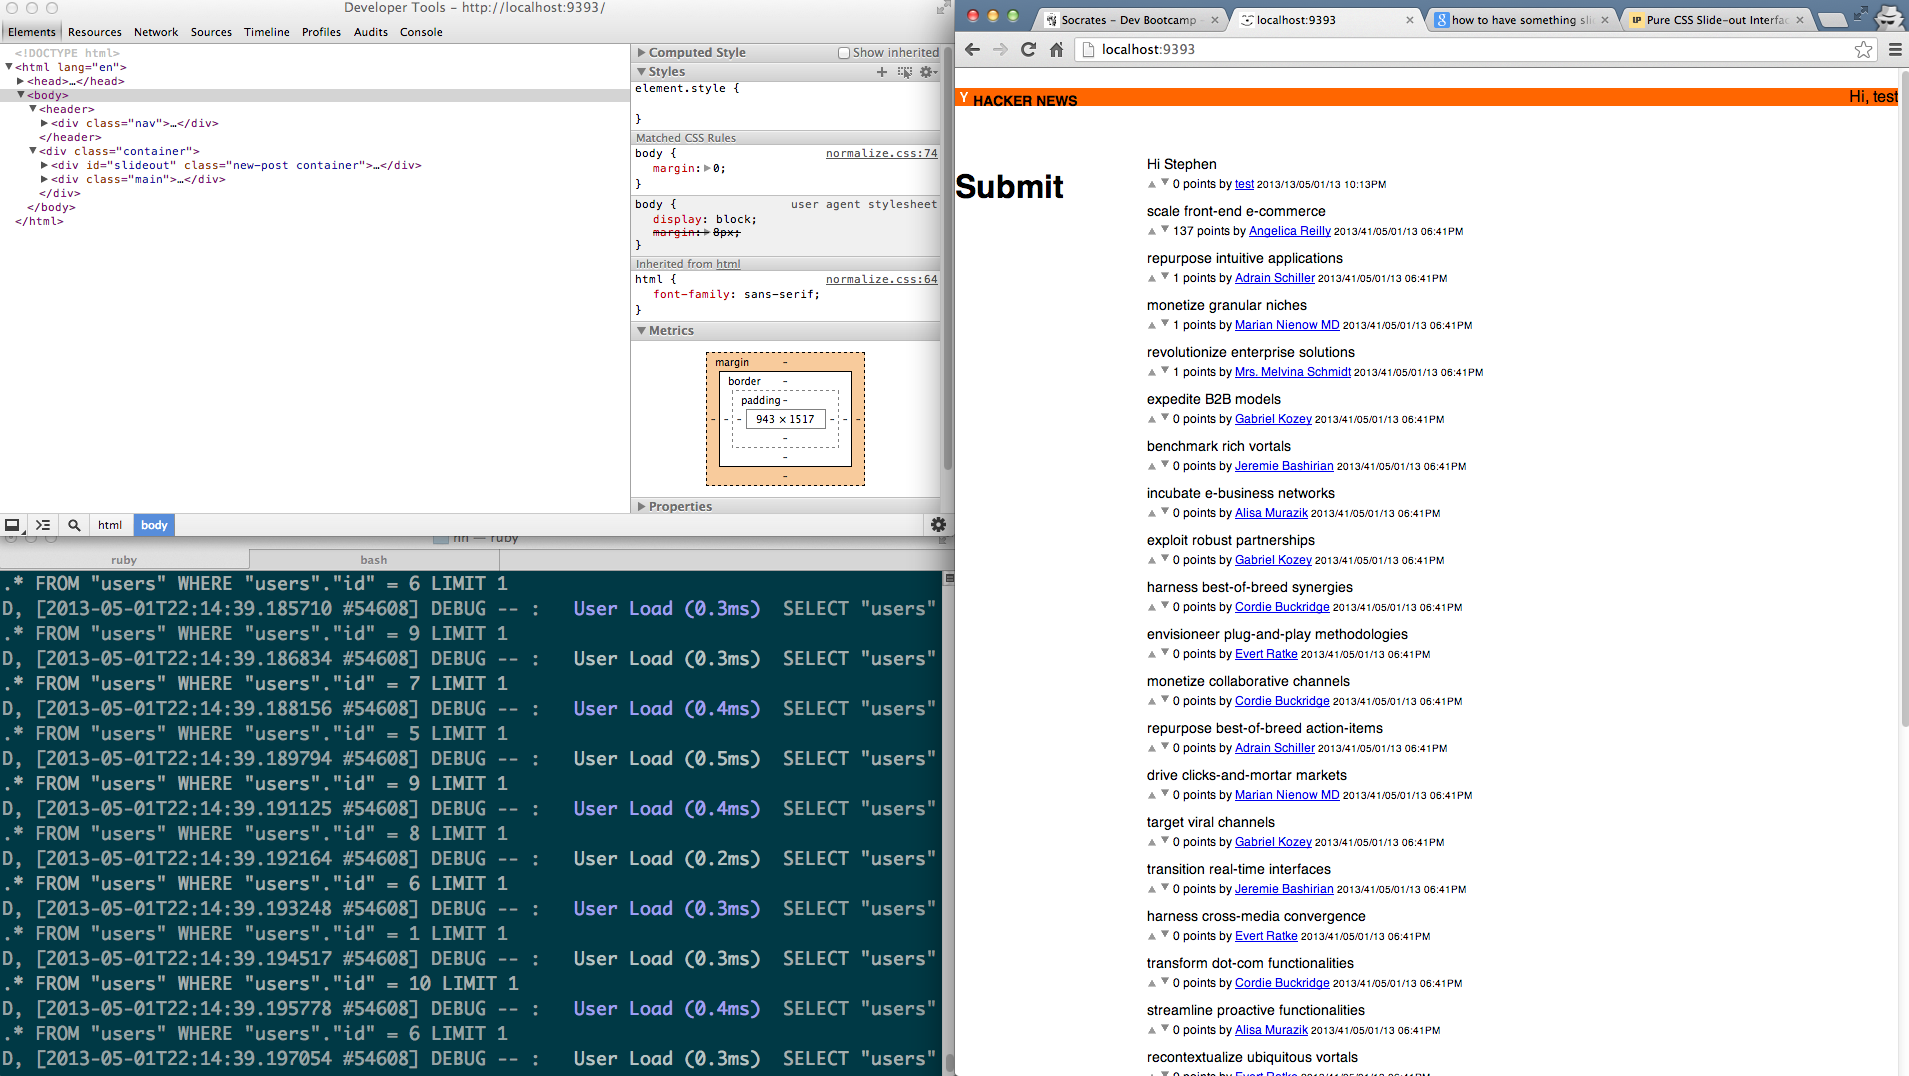 Developer Tools - http://localhost:9393/
Elements Resources Network Sources Timeline Profiles Audits Console
<!DOCTYPE html>
<html lang="en">
<head>…</head>
<body>
<header>
<div class="nav">…</div>
</header>
<div class="container">
<div id="slideout" class="new-post container">…</div>
<div class="main">…</div>
</div>
</body>
</html>
Computed Style Show inherited
Styles
element.style {
}
Matched CSS Rules
body { normalize.css:74
margin: 0;
}
body { user agent stylesheet
display: block;
margin: 8px;
}
Inherited from html
html { normalize.css:64
font-family: sans-serif;
}
Metrics
margin -
border -
padding -
- - - 943 × 1517 - - -
-
-
-
Properties
html body
hn — ruby
ruby bash
.* FROM "users" WHERE "users"."id" = 6 LIMIT 1
D, [2013-05-01T22:14:39.185710 #54608] DEBUG -- : User Load (0.3ms) SELECT "users"
.* FROM "users" WHERE "users"."id" = 9 LIMIT 1
D, [2013-05-01T22:14:39.186834 #54608] DEBUG -- : User Load (0.3ms) SELECT "users"
.* FROM "users" WHERE "users"."id" = 7 LIMIT 1
D, [2013-05-01T22:14:39.188156 #54608] DEBUG -- : User Load (0.4ms) SELECT "users"
.* FROM "users" WHERE "users"."id" = 5 LIMIT 1
D, [2013-05-01T22:14:39.189794 #54608] DEBUG -- : User Load (0.5ms) SELECT "users"
.* FROM "users" WHERE "users"."id" = 9 LIMIT 1
D, [2013-05-01T22:14:39.191125 #54608] DEBUG -- : User Load (0.4ms) SELECT "users"
.* FROM "users" WHERE "users"."id" = 8 LIMIT 1
D, [2013-05-01T22:14:39.192164 #54608] DEBUG -- : User Load (0.2ms) SELECT "users"
.* FROM "users" WHERE "users"."id" = 6 LIMIT 1
D, [2013-05-01T22:14:39.193248 #54608] DEBUG -- : User Load (0.3ms) SELECT "users"
.* FROM "users" WHERE "users"."id" = 1 LIMIT 1
D, [2013-05-01T22:14:39.194517 #54608] DEBUG -- : User Load (0.3ms) SELECT "users"
.* FROM "users" WHERE "users"."id" = 10 LIMIT 1
D, [2013-05-01T22:14:39.195778 #54608] DEBUG -- : User Load (0.4ms) SELECT "users"
.* FROM "users" WHERE "users"."id" = 6 LIMIT 1
D, [2013-05-01T22:14:39.197054 #54608] DEBUG -- : User Load (0.3ms) SELECT "users"
Socrates - Dev Bootcamp - localhost:9393 how to have something sli Pure CSS Slide-out Interfac
localhost:9393
Y HACKER NEWS Hi, test
Submit
Hi Stephen
0 points by test 2013/13/05/01/13 10:13PM
scale front-end e-commerce
137 points by Angelica Reilly 2013/41/05/01/13 06:41PM
repurpose intuitive applications
1 points by Adrain Schiller 2013/41/05/01/13 06:41PM
monetize granular niches
1 points by Marian Nienow MD 2013/41/05/01/13 06:41PM
revolutionize enterprise solutions
1 points by Mrs. Melvina Schmidt 2013/41/05/01/13 06:41PM
expedite B2B models
0 points by Gabriel Kozey 2013/41/05/01/13 06:41PM
benchmark rich vortals
0 points by Jeremie Bashirian 2013/41/05/01/13 06:41PM
incubate e-business networks
0 points by Alisa Murazik 2013/41/05/01/13 06:41PM
exploit robust partnerships
0 points by Gabriel Kozey 2013/41/05/01/13 06:41PM
harness best-of-breed synergies
0 points by Cordie Buckridge 2013/41/05/01/13 06:41PM
envisioneer plug-and-play methodologies
0 points by Evert Ratke 2013/41/05/01/13 06:41PM
monetize collaborative channels
0 points by Cordie Buckridge 2013/41/05/01/13 06:41PM
repurpose best-of-breed action-items
0 points by Adrain Schiller 2013/41/05/01/13 06:41PM
drive clicks-and-mortar markets
0 points by Marian Nienow MD 2013/41/05/01/13 06:41PM
target viral channels
0 points by Gabriel Kozey 2013/41/05/01/13 06:41PM
transition real-time interfaces
0 points by Jeremie Bashirian 2013/41/05/01/13 06:41PM
harness cross-media convergence
0 points by Evert Ratke 2013/41/05/01/13 06:41PM
transform dot-com functionalities
0 points by Cordie Buckridge 2013/41/05/01/13 06:41PM
streamline proactive functionalities
0 points by Alisa Murazik 2013/41/05/01/13 06:41PM
recontextualize ubiquitous vortals
0 points by Evert Ratke 2013/41/05/01/13 06:41PM